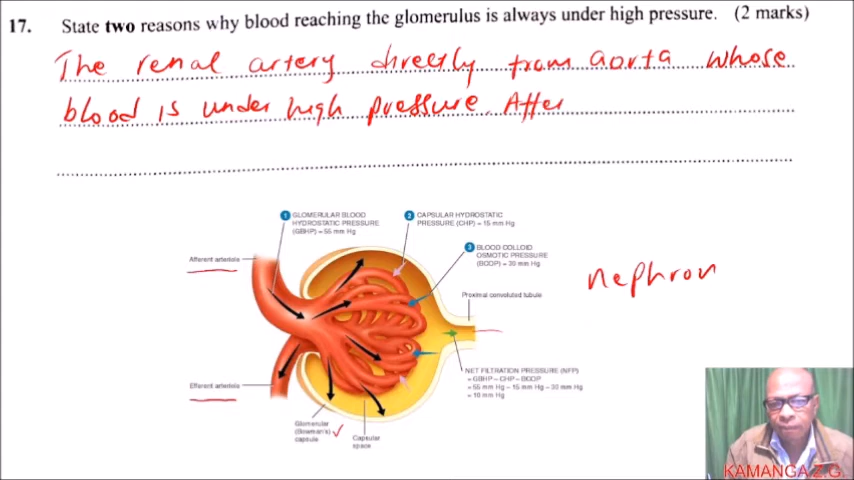 17. State two reasons why blood reaching the glomerulus is always under high pressure. (2 marks)
The renal artery directly from aorta whose
blood is under high pressure. After
1 GLOMERULAR BLOOD
HYDROSTATIC PRESSURE
(GBHP) = 55 mm Hg
2 CAPSULAR HYDROSTATIC
PRESSURE (CHP) = 15 mm Hg
3 BLOOD COLLOID
OSMOTIC PRESSURE
(BCOP) = 30 mm Hg
Afferent arteriole
Proximal convoluted tubule
nephron
NET FILTRATION PRESSURE (NFP)
= GBHP – CHP – BCOP
= 55 mm Hg – 15 mm Hg – 30 mm Hg
= 10 mm Hg
Efferent arteriole
Glomerular
(Bowman's)
capsule
Capsular
space
KAMANGA Z.G.